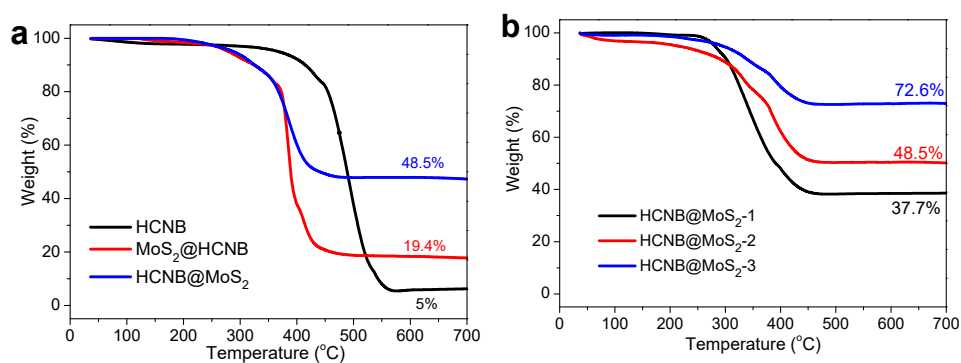 a
100
80
60
40
20
0
Weight (%)
48.5%
19.4%
5%
HCNB
MoS₂@HCNB
HCNB@MoS₂
0 100 200 300 400 500 600 700
Temperature (°C)
b
100
80
60
40
20
0
Weight (%)
72.6%
48.5%
37.7%
HCNB@MoS₂-1
HCNB@MoS₂-2
HCNB@MoS₂-3
0 100 200 300 400 500 600 700
Temperature (°C)